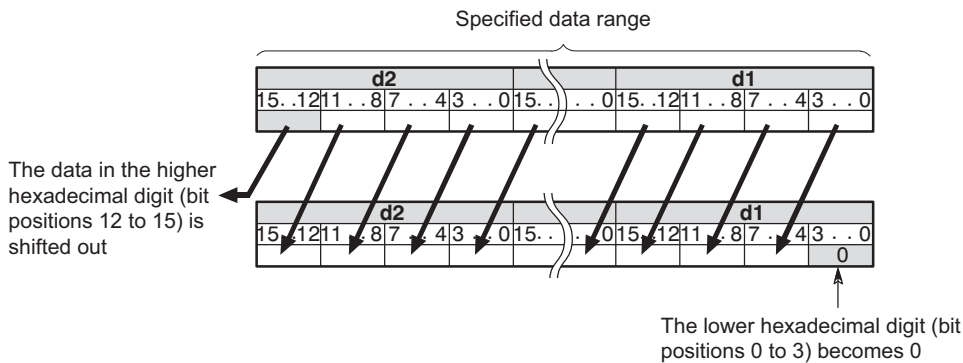 Specified data range
d2 d1
15. .12 11 . . 8 7 . . 4 3 . . 0 15. . . . 0 15. .12 11 . . 8 7 . . 4 3 . . 0
The data in the higher
hexadecimal digit (bit
positions 12 to 15) is
shifted out
d2 d1
15. .12 11 . . 8 7 . . 4 3 . . 0 15. . . . 0 15. .12 11 . . 8 7 . . 4 3 . . 0
0
The lower hexadecimal digit (bit
positions 0 to 3) becomes 0